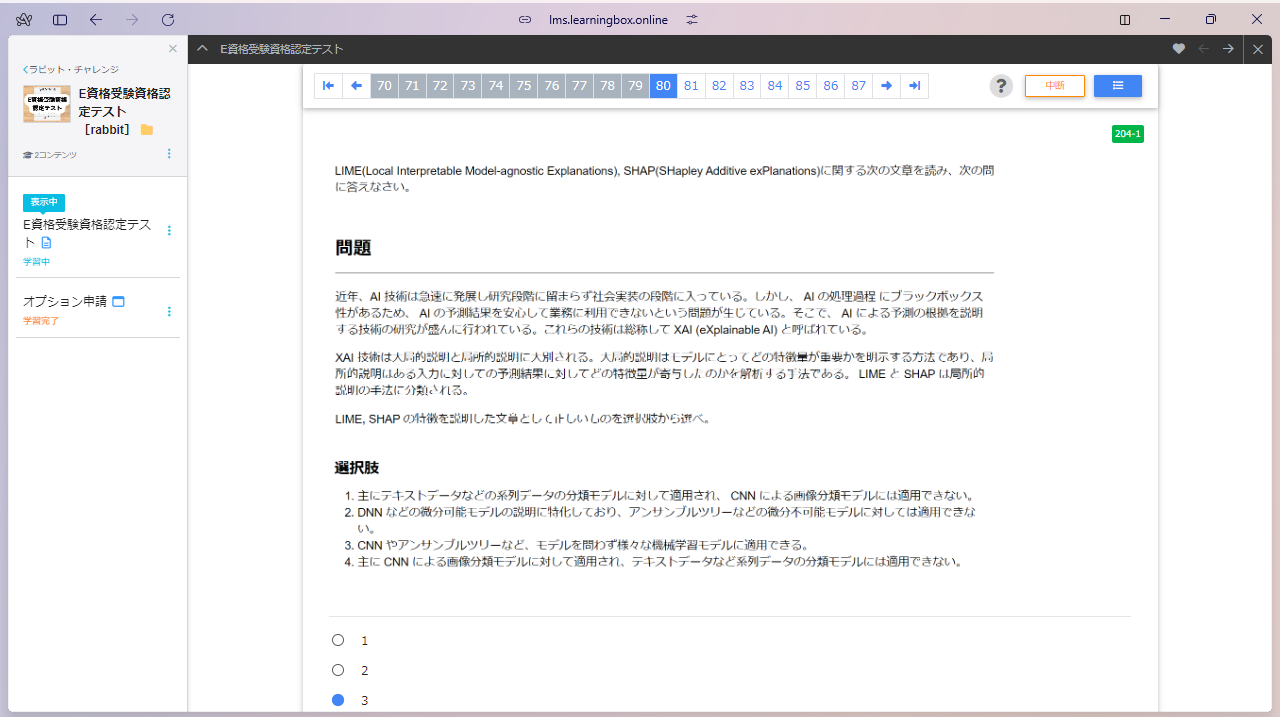 lms.learningbox.online
E資格受験資格認定テスト
ラビット・チャレンジ
E資格受験資格
認定テスト
E資格受験資格認定テスト［rabbit］
2コンテンツ
表示中
E資格受験資格認定テスト
学習中
オプション申請
学習完了
70 71 72 73 74 75 76 77 78 79 80 81 82 83 84 85 86 87
?
中断
204-1
LIME(Local Interpretable Model-agnostic Explanations), SHAP(SHapley Additive exPlanations)に関する次の文章を読み、次の問
に答えなさい。
問題
近年、AI 技術は急速に発展し研究段階に留まらず社会実装の段階に入っている。しかし、 AI の処理過程 にブラックボックス
性があるため、 AI の予測結果を安心して業務に利用できないという問題が生じている。そこで、 AI による予測の根拠を説明
する技術の研究が盛んに行われている。これらの技術は総称して XAI (eXplainable AI) と呼ばれている。
XAI 技術は大局的説明と局所的説明に大別される。大局的説明はモデルにとってどの特徴量が重要かを明示する方法であり、局
所的説明はある入力に対しての予測結果に対してどの特徴量が寄与したのかを解析する手法である。 LIME と SHAP は局所的
説明の手法に分類される。
LIME, SHAP の特徴を説明した文章として正しいものを選択肢から選べ。
選択肢
1. 主にテキストデータなどの系列データの分類モデルに対して適用され、 CNN による画像分類モデルには適用できない。
2. DNN などの微分可能モデルの説明に特化しており、アンサンブルツリーなどの微分不可能モデルに対しては適用できな
い。
3. CNN やアンサンブルツリーなど、モデルを問わず様々な機械学習モデルに適用できる。
4. 主に CNN による画像分類モデルに対して適用され、テキストデータなど系列データの分類モデルには適用できない。
1
2
3